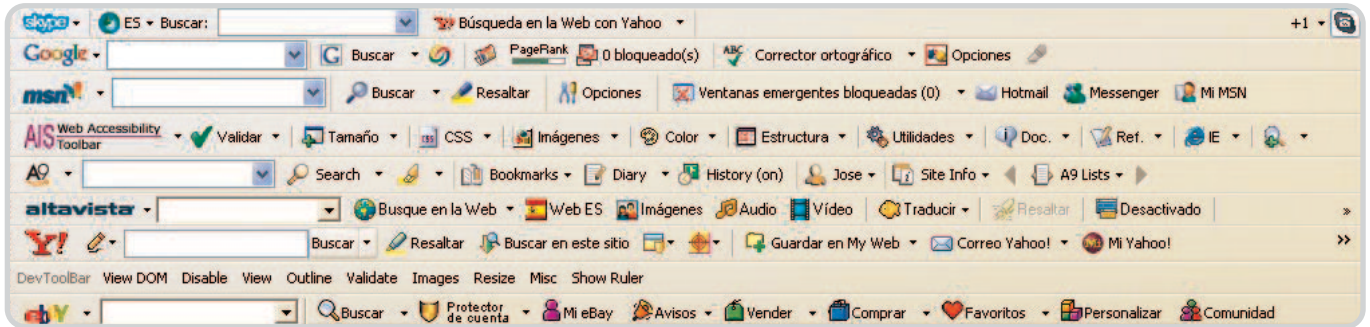 skype ES Buscar: Búsqueda en la Web con Yahoo +1
Google G Buscar PageRank 0 bloqueado(s) ABC Corrector ortográfico Opciones
msn Buscar Resaltar Opciones Ventanas emergentes bloqueadas (0) Hotmail Messenger Mi MSN
AIS Web Accessibility Toolbar Validar Tamaño css CSS Imágenes Color Estructura Utilidades Doc. Ref. IE
A9 Search Bookmarks Diary History (on) Jose Site Info A9 Lists
altavista Busque en la Web Web ES Imágenes Audio Vídeo Traducir Resaltar Desactivado »
Y! Buscar Resaltar Buscar en este sitio Guardar en My Web Correo Yahoo! Mi Yahoo! »
DevToolBar View DOM Disable View Outline Validate Images Resize Misc Show Ruler
ebY Buscar Protector de cuenta Mi eBay Avisos Vender Comprar Favoritos Personalizar Comunidad